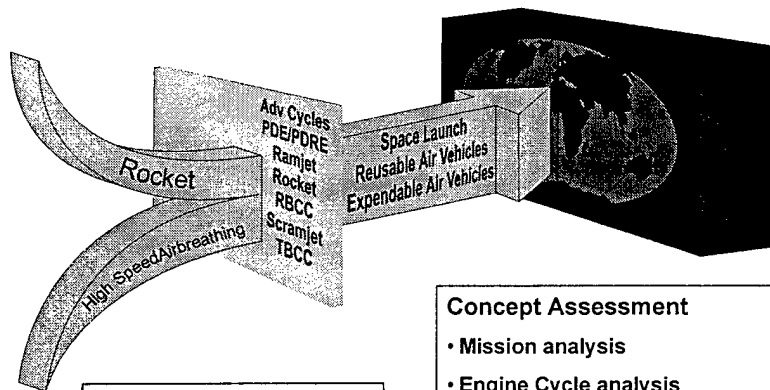 Rocket
High Speed Airbreathing
Adv Cycles
PDE/PDRE
Ramjet
Rocket
RBCC
Scramjet
TBCC
Space Launch
Reusable Air Vehicles
Expendable Air Vehicles
Concept Assessment
• Mission analysis
• Engine Cycle analysis